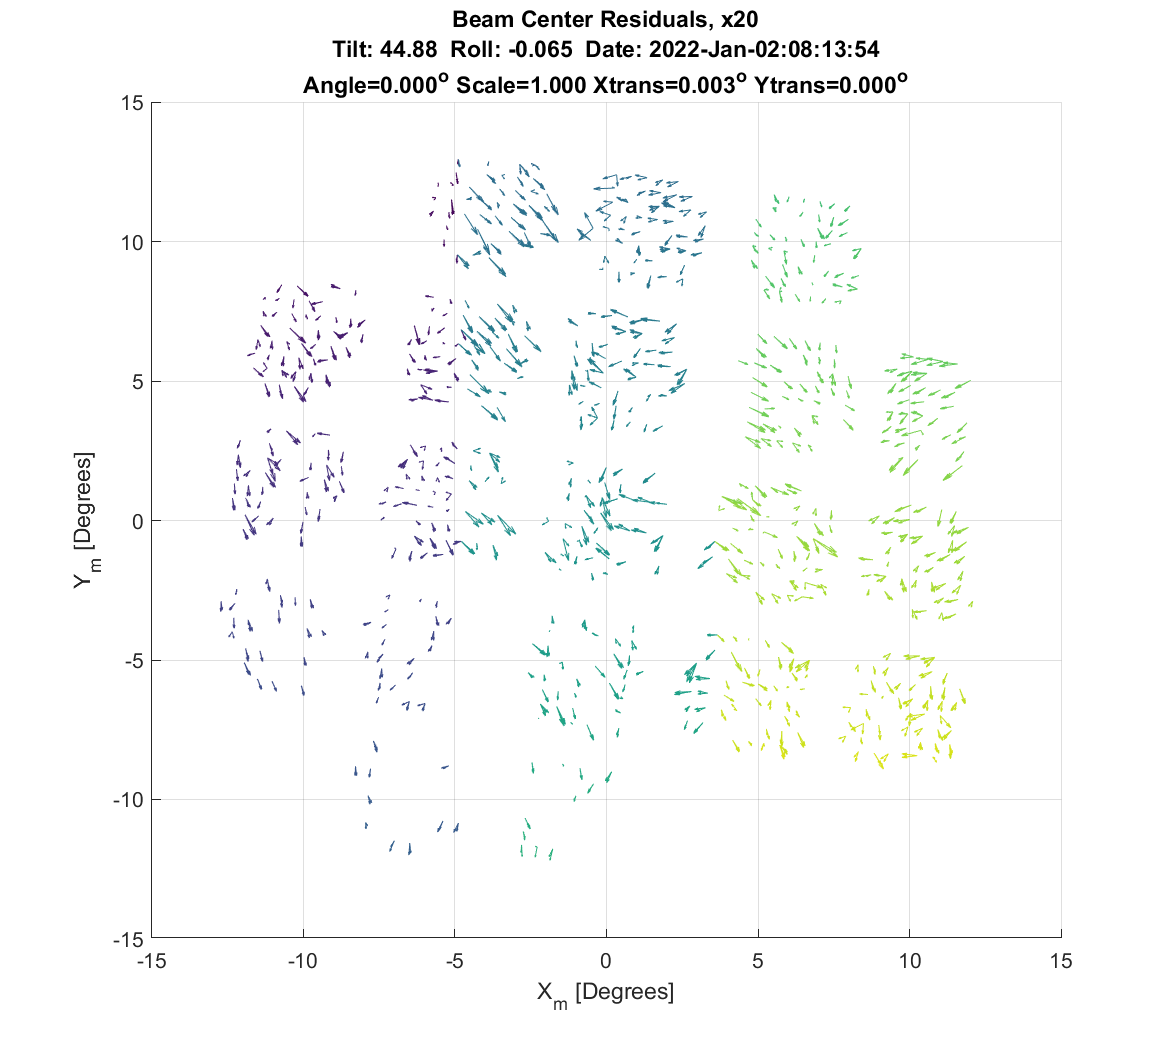 Beam Center Residuals, x20
Tilt: 44.88 Roll: -0.065 Date: 2022-Jan-02:08:13:54
Angle=0.000° Scale=1.000 Xtrans=0.003° Ytrans=0.000°
15
10
5
0
-5
-10
-15
Y_m [Degrees]
-15 -10 -5 0 5 10 15
X_m [Degrees]